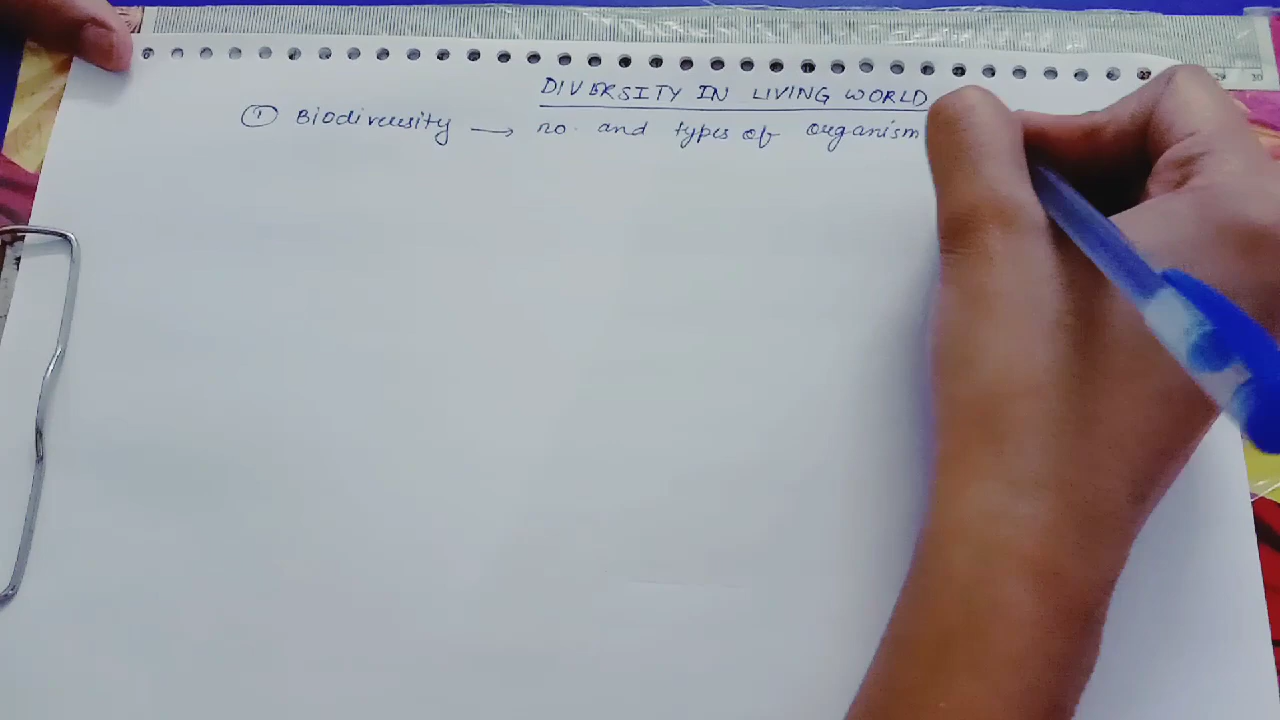 DIVERSITY IN LIVING WORLD
① Biodiversity → no. and types of organism